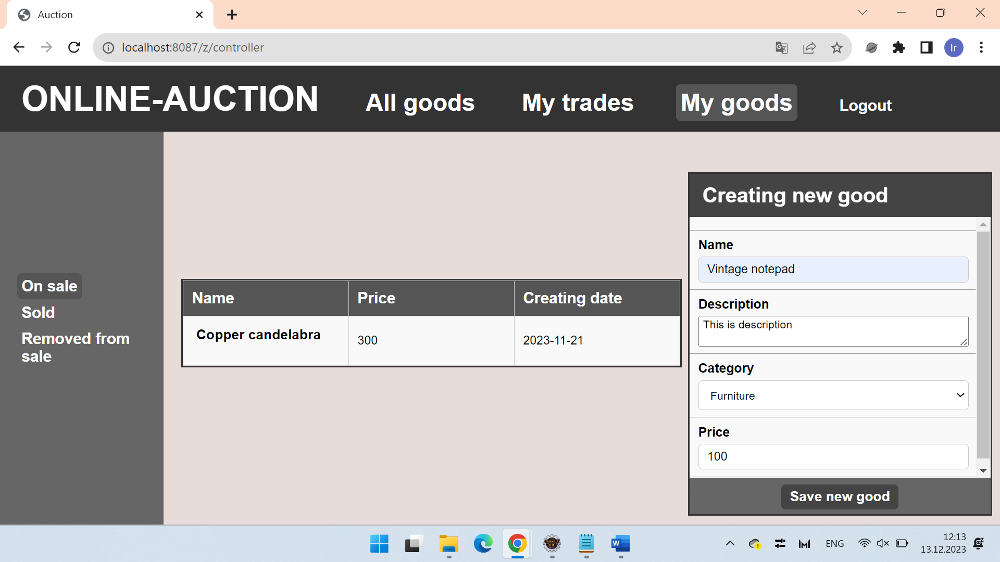 Auction
localhost:8087/z/controller
Ir
ONLINE-AUCTION
All goods
My trades
My goods
Logout
On sale
Sold
Removed from
sale
Name Price Creating date
Copper candelabra 300 2023-11-21
Creating new good
Name
Vintage notepad
Description
This is description
Category
Furniture
Price
100
Save new good
ENG
12:13
13.12.2023